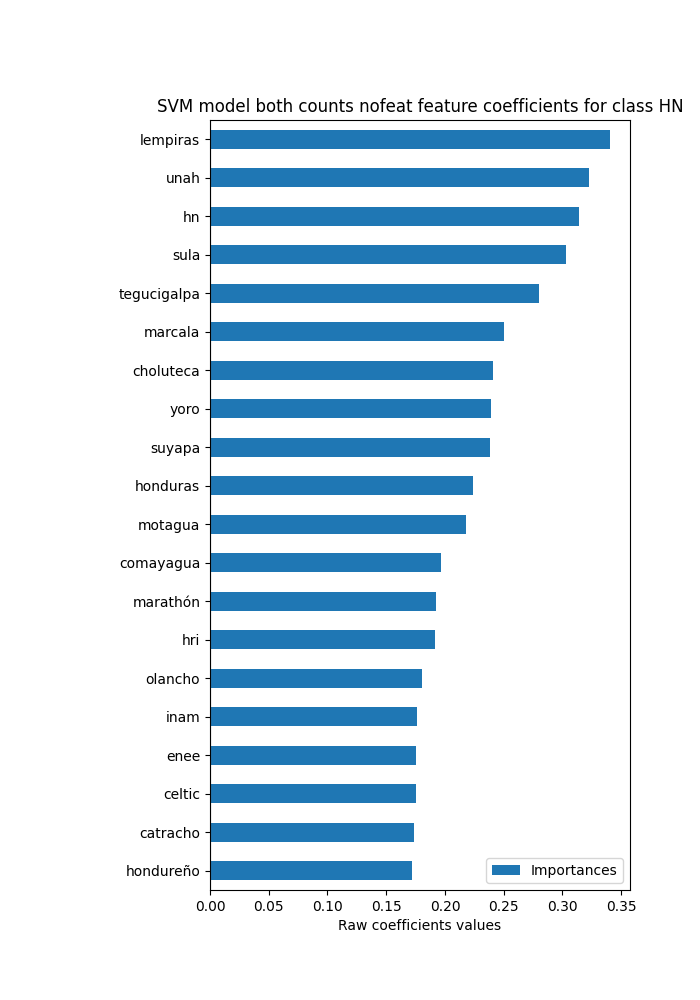 SVM model both counts nofeat feature coefficients for class HN
lempiras
unah
hn
sula
tegucigalpa
marcala
choluteca
yoro
suyapa
honduras
motagua
comayagua
marathón
hri
olancho
inam
enee
celtic
catracho
hondureño
Importances
0.00 0.05 0.10 0.15 0.20 0.25 0.30 0.35
Raw coefficients values